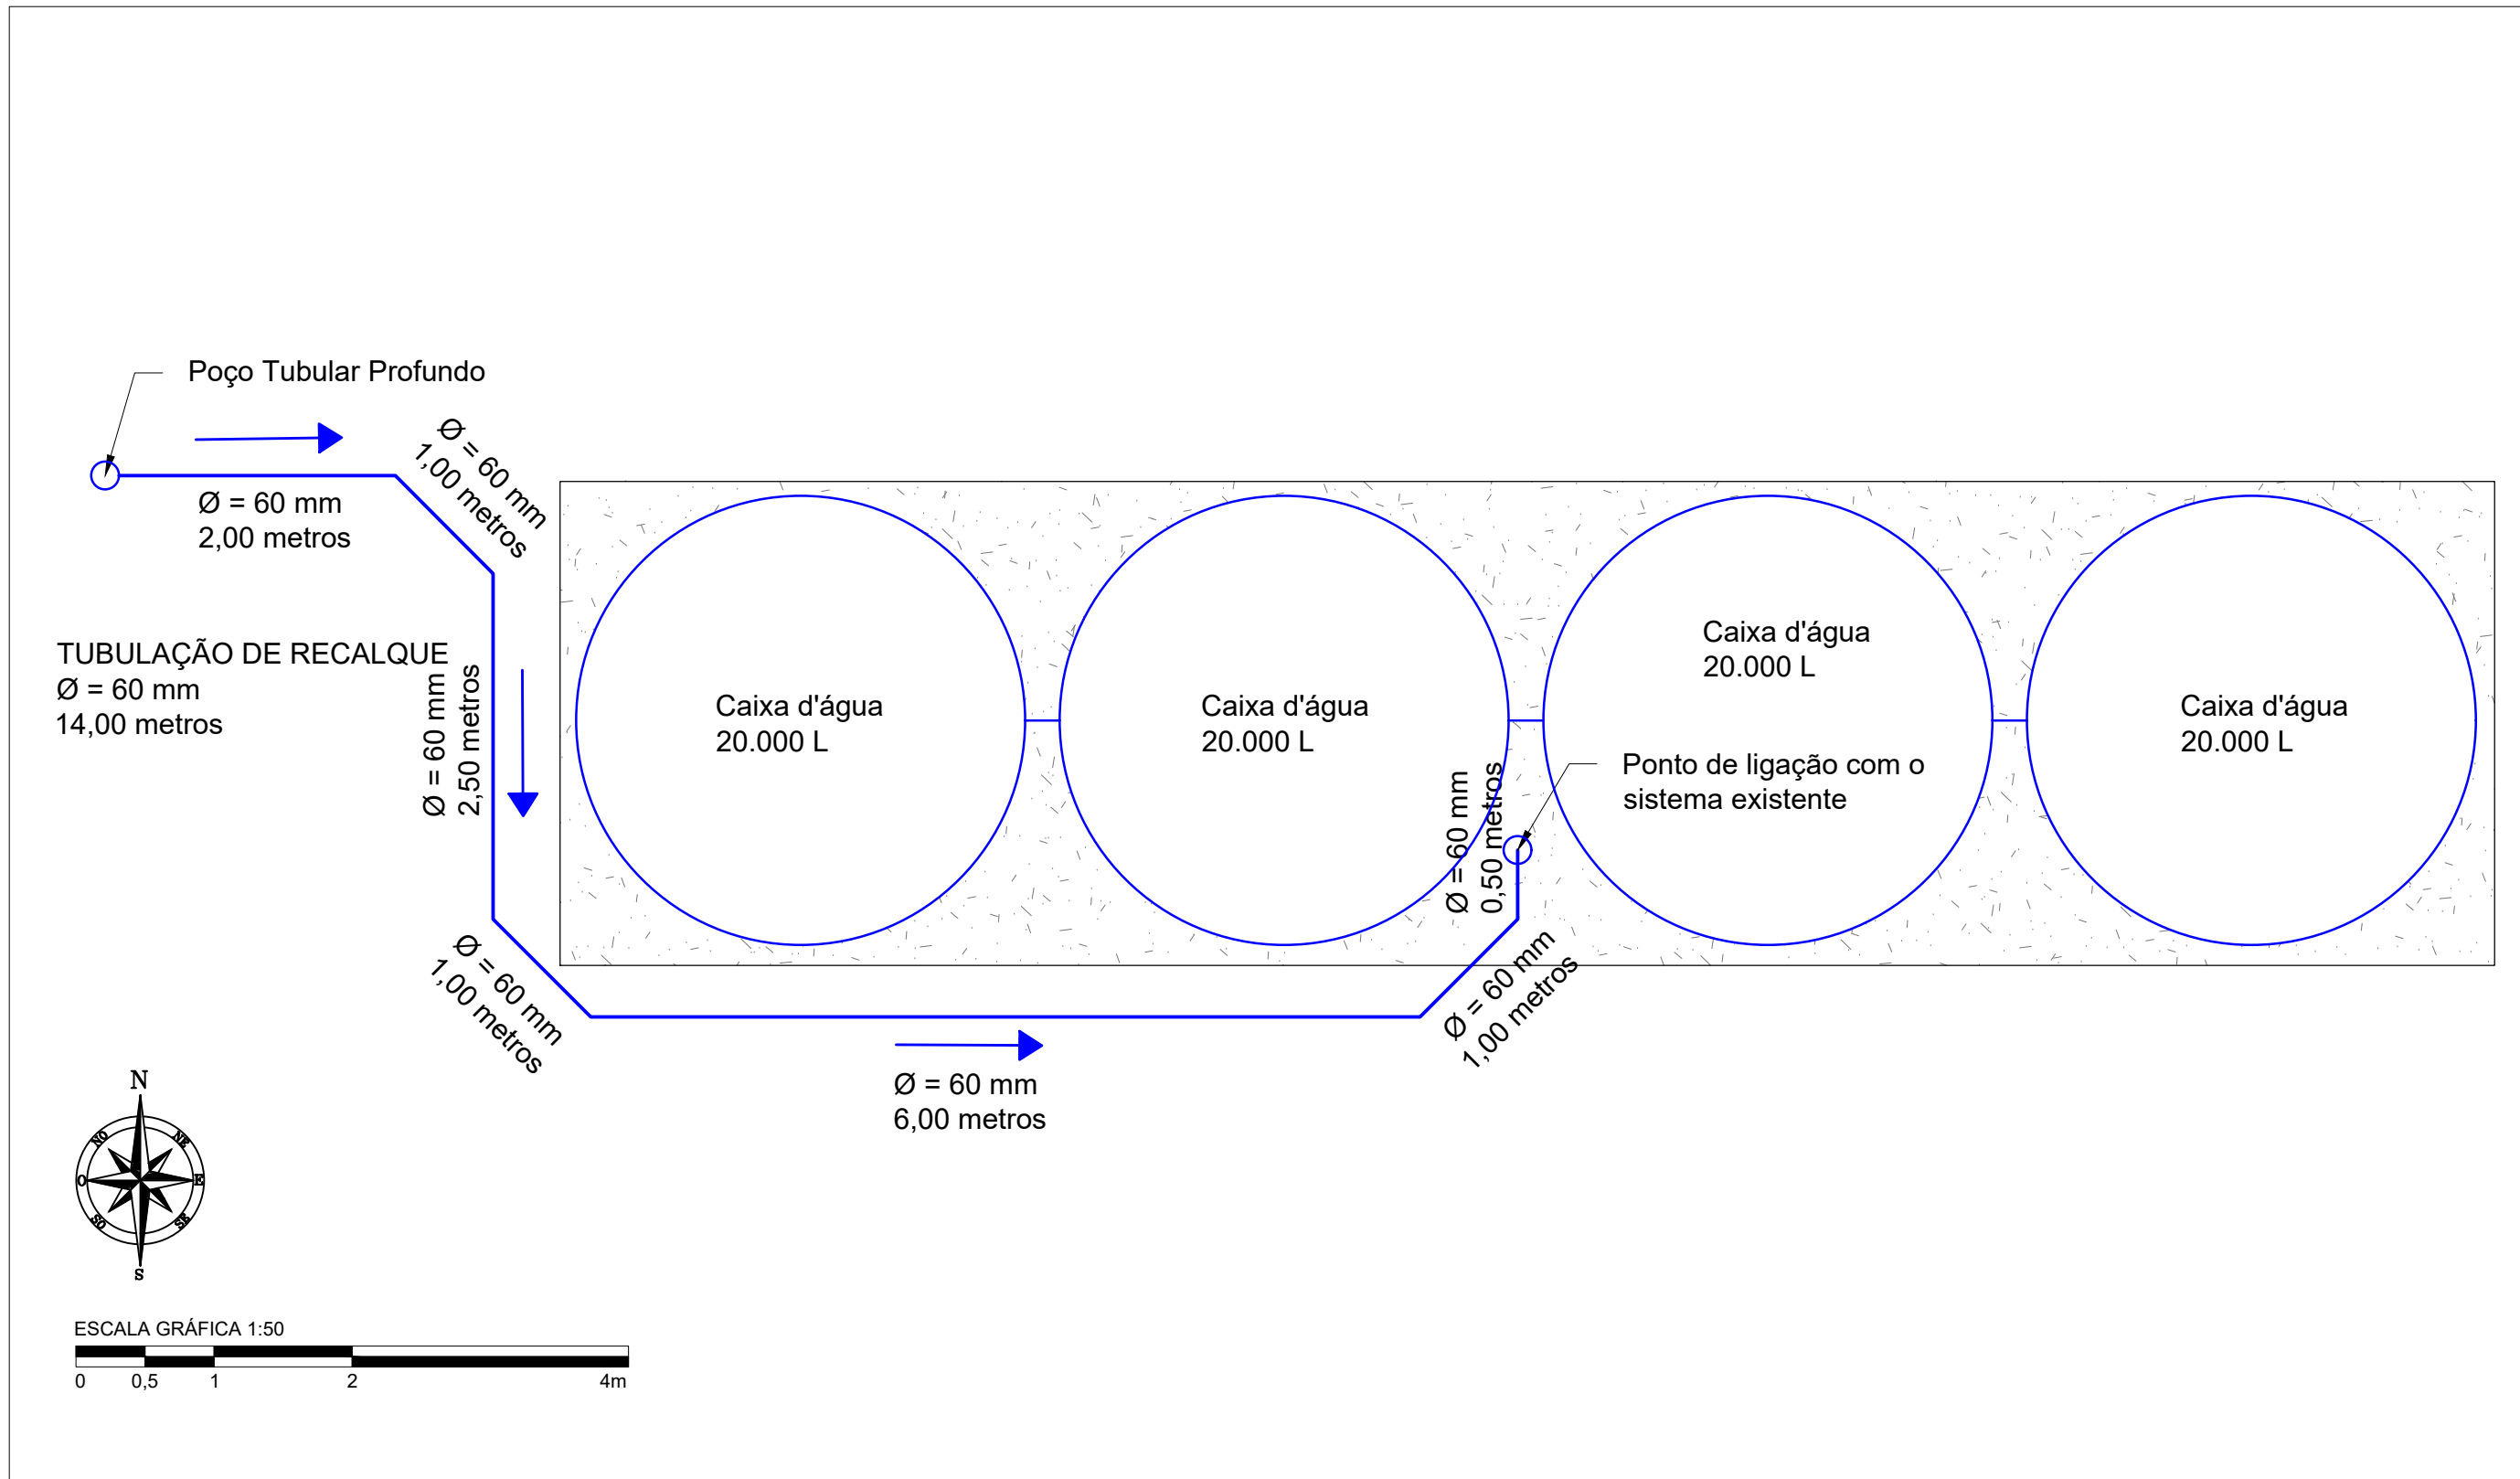 Poço Tubular Profundo
Ø = 60 mm
1,00 metros
Ø = 60 mm
2,00 metros
TUBULAÇÃO DE RECALQUE
Ø = 60 mm
14,00 metros
Ø = 60 mm
2,50 metros
Caixa d'água
20.000 L
Caixa d'água
20.000 L
Caixa d'água
20.000 L
Caixa d'água
20.000 L
Ponto de ligação com o
sistema existente
Ø = 60 mm
0,50 metros
Ø = 60 mm
1,00 metros
Ø = 60 mm
1,00 metros
Ø = 60 mm
6,00 metros
N
NO
NE
O
E
SO
SE
S
ESCALA GRÁFICA 1:50
0 0,5 1 2 4m